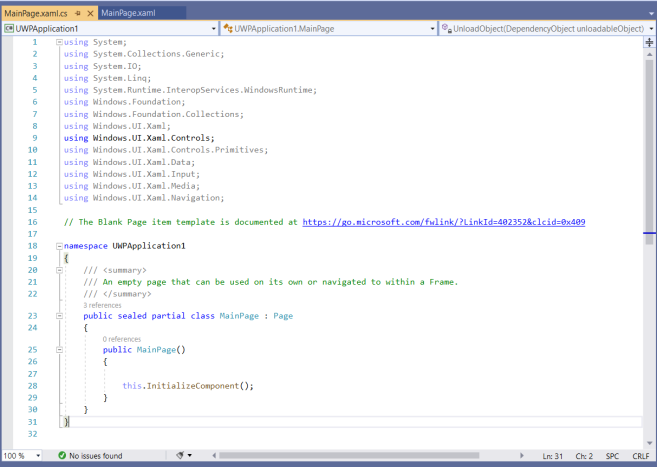 MainPage.xaml.cs MainPage.xaml
UWPApplication1 UWPApplication1.MainPage UnloadObject(DependencyObject unloadableObject)
1 using System;
2 using System.Collections.Generic;
3 using System.IO;
4 using System.Linq;
5 using System.Runtime.InteropServices.WindowsRuntime;
6 using Windows.Foundation;
7 using Windows.Foundation.Collections;
8 using Windows.UI.Xaml;
9 using Windows.UI.Xaml.Controls;
10 using Windows.UI.Xaml.Controls.Primitives;
11 using Windows.UI.Xaml.Data;
12 using Windows.UI.Xaml.Input;
13 using Windows.UI.Xaml.Media;
14 using Windows.UI.Xaml.Navigation;
15
16 // The Blank Page item template is documented at https://go.microsoft.com/fwlink/?LinkId=402352&clcid=0x409
17
18 namespace UWPApplication1
19 {
20 /// <summary>
21 /// An empty page that can be used on its own or navigated to within a Frame.
22 /// </summary>
3 references
23 public sealed partial class MainPage : Page
24 {
0 references
25 public MainPage()
26 {
27
28 this.InitializeComponent();
29 }
30 }
31 }
32
100 % No issues found Ln: 31 Ch: 2 SPC CRLF